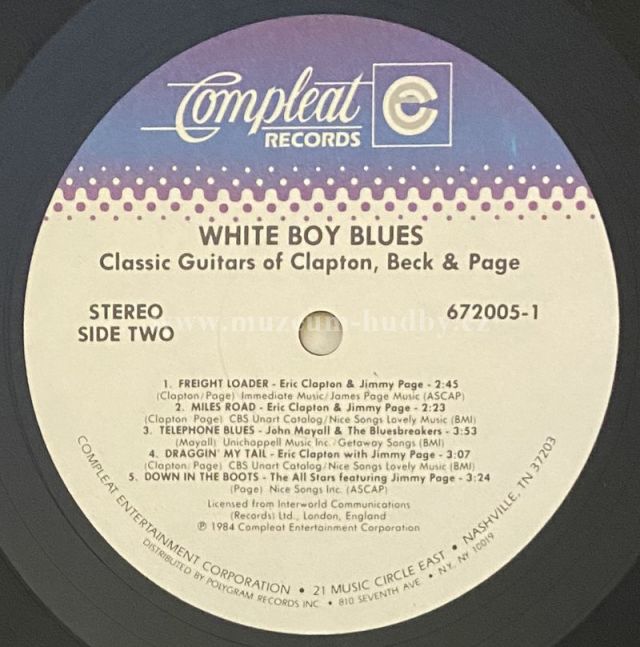 Compleat
RECORDS
WHITE BOY BLUES
Classic Guitars of Clapton, Beck & Page
STEREO
SIDE TWO
672005-1
www.muzeum-hudby.cz
1. FREIGHT LOADER - Eric Clapton & Jimmy Page - 2:45
(Clapton/Page) Immediate Music/James Page Music (ASCAP)
2. MILES ROAD - Eric Clapton & Jimmy Page - 2:23
(Clapton Page) CBS Unart Catalog/Nice Songs Lovely Music (BMI)
3. TELEPHONE BLUES - John Mayall & The Bluesbreakers - 3:53
(Mayall) Unichappell Music Inc./Getaway Songs (BMI)
4. DRAGGIN' MY TAIL - Eric Clapton with Jimmy Page - 3:07
(Clapton/Page) CBS Unart Catalog/Nice Songs Lovely Music (BMI)
5. DOWN IN THE BOOTS - The All Stars featuring Jimmy Page - 3:24
(Page) Nice Songs Inc. (ASCAP)
Licensed from Interworld Communications
(Records) Ltd., London, England
℗ 1984 Compleat Entertainment Corporation
COMPLEAT ENTERTAINMENT CORPORATION • 21 MUSIC CIRCLE EAST • NASHVILLE, TN 37203
DISTRIBUTED BY POLYGRAM RECORDS INC • 810 SEVENTH AVE • N.Y. NY 10019